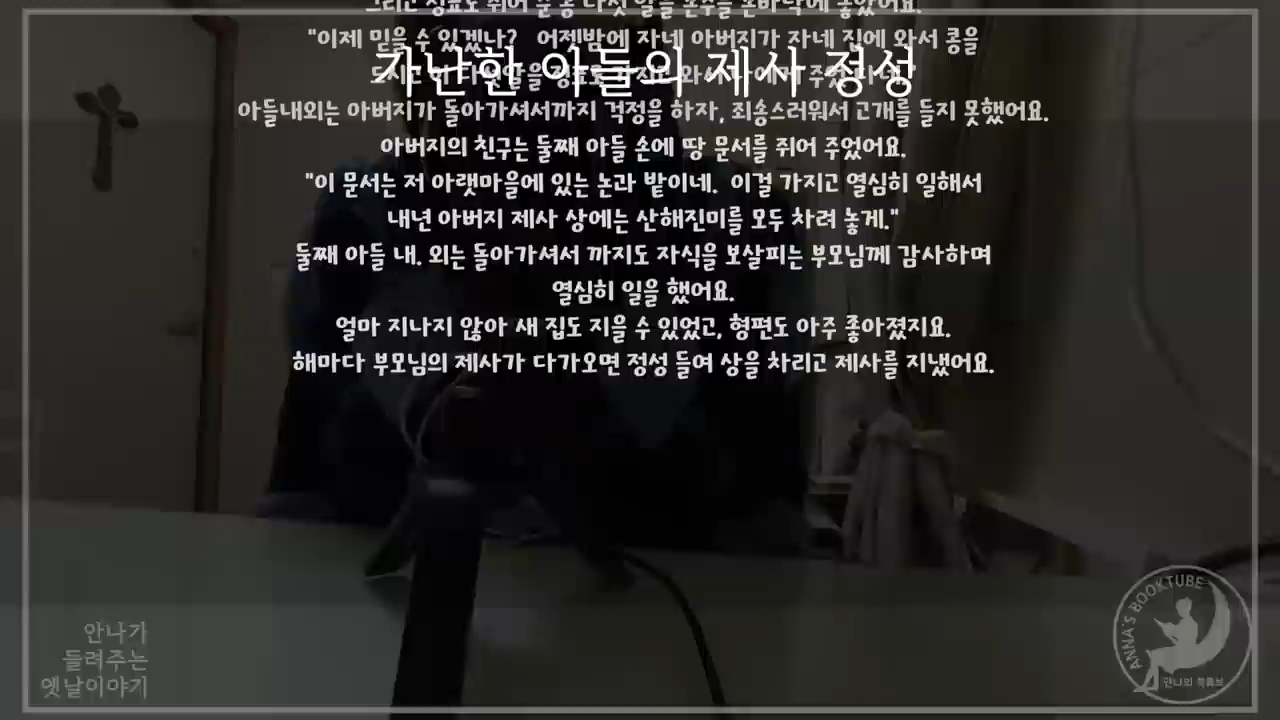 가난한 아들의 제사 정성
"이제 믿을 수 있겠나? 어젯밤에 자네 아버지가 자네 집에 와서 콩을
아들내외는 아버지가 돌아가셔서까지 걱정을 하자, 죄송스러워서 고개를 들지 못했어요.
아버지의 친구는 둘째 아들 손에 땅 문서를 쥐어 주었어요.
"이 문서는 저 아랫마을에 있는 논과 밭이네. 이걸 가지고 열심히 일해서
내년 아버지 제사 상에는 산해진미를 모두 차려 놓게."
둘째 아들 내. 외는 돌아가셔서 까지도 자식을 보살피는 부모님께 감사하며
열심히 일을 했어요.
얼마 지나지 않아 새 집도 지을 수 있었고, 형편도 아주 좋아졌지요.
해마다 부모님의 제사가 다가오면 정성 들여 상을 차리고 제사를 지냈어요.
안나가
들려주는
옛날이야기
ANNA'S BOOKTUBE
안나의 북튜브